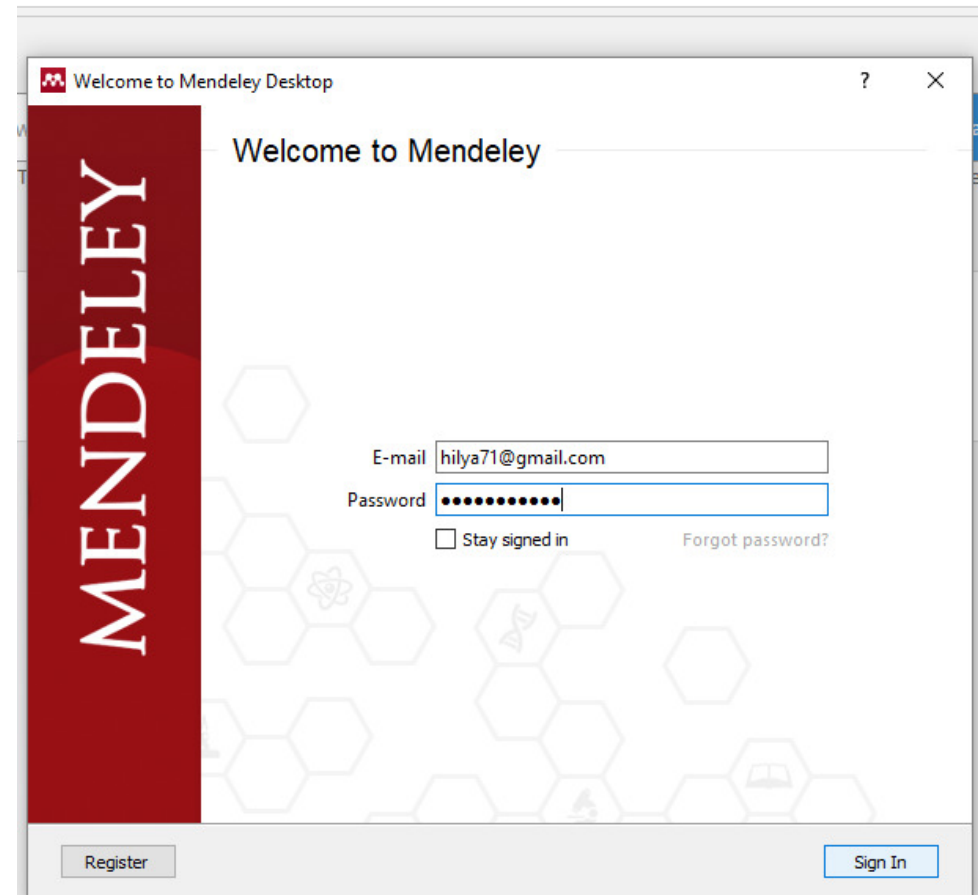 Welcome to Mendeley Desktop
?
Welcome to Mendeley
MENDELEY
E-mail hilya71@gmail.com
Password ●●●●●●●●●●●
Stay signed in Forgot password?
Register Sign In